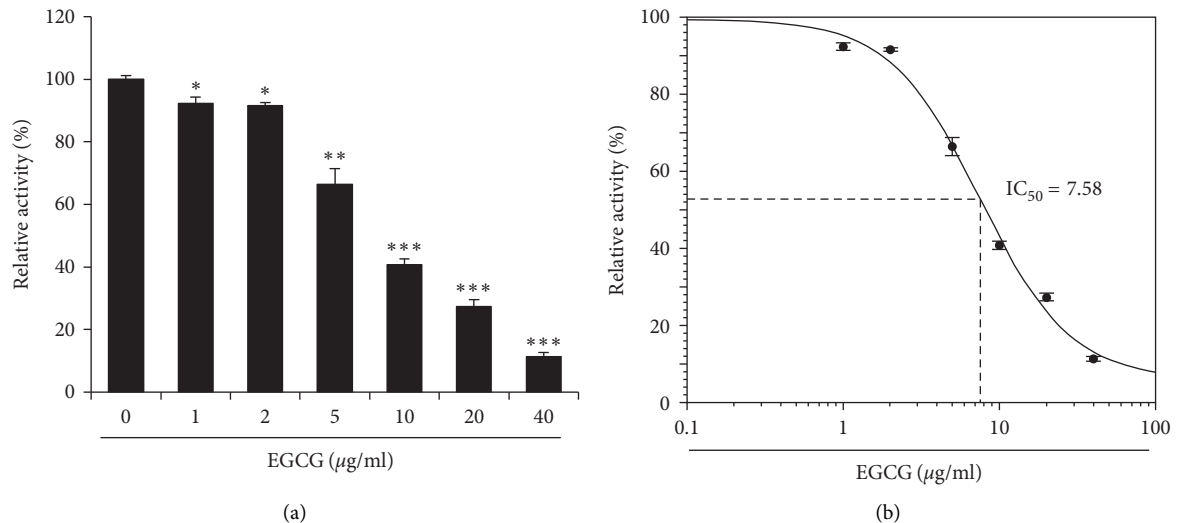 120
100
80
60
40
20
0
Relative activity (%)
*
*
**
***
***
***
0 1 2 5 10 20 40
EGCG (μg/ml)
(a)
100
80
60
40
20
0
Relative activity (%)
IC50 = 7.58
0.1 1 10 100
EGCG (μg/ml)
(b)